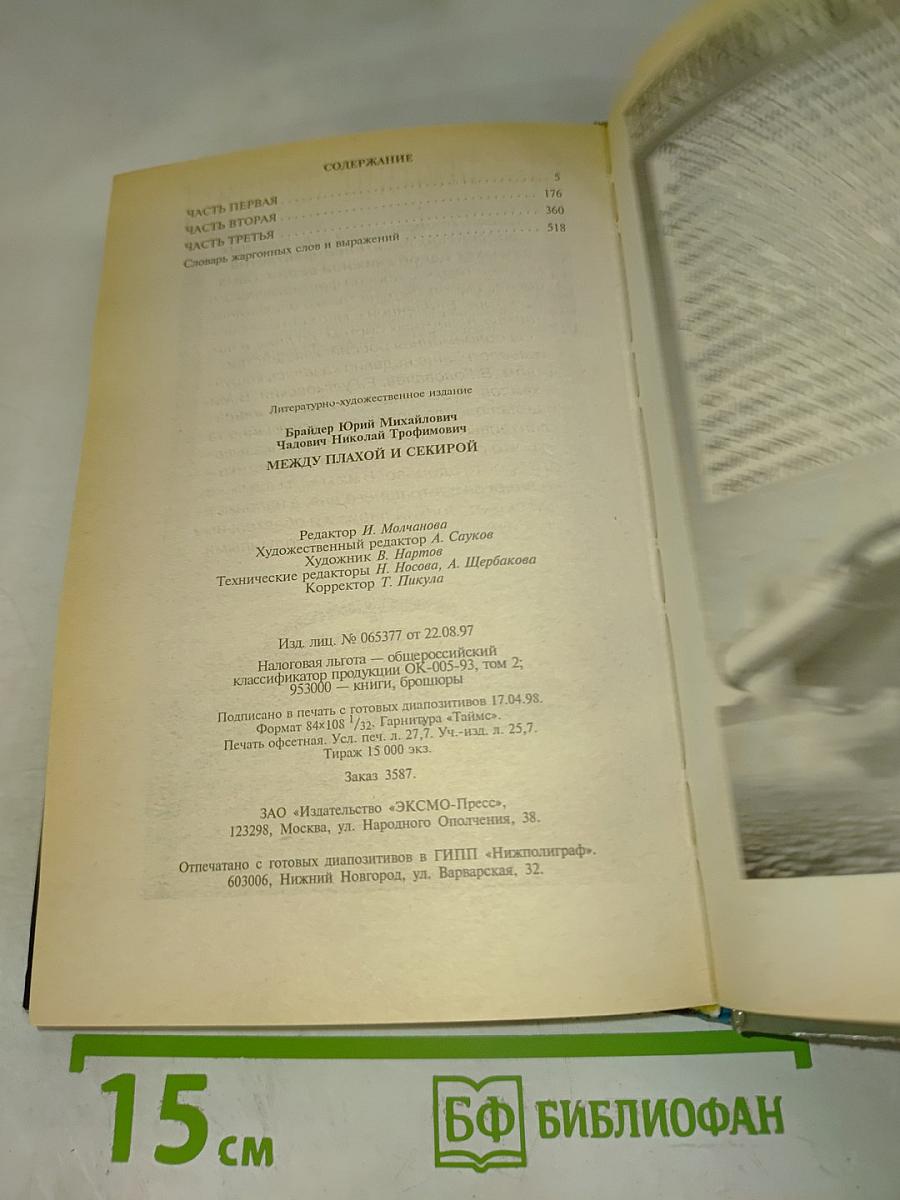 СОДЕРЖАНИЕ
ЧАСТЬ ПЕРВАЯ 5
ЧАСТЬ ВТОРАЯ 176
ЧАСТЬ ТРЕТЬЯ 360
Словарь жаргонных слов и выражений 518
Литературно-художественное издание
Брайдер Юрий Михайлович
Чадович Николай Трофимович
МЕЖДУ ПЛАХОЙ И СЕКИРОЙ
Редактор И. Молчанова
Художественный редактор А. Сауков
Художник В. Нартов
Технические редакторы Н. Носова, А. Щербакова
Корректор Т. Пикула
Изд. лиц. № 065377 от 22.08.97
Налоговая льгота — общероссийский
классификатор продукции ОК-005-93, том 2;
953000 — книги, брошюры
Подписано в печать с готовых диапозитивов 17.04.98.
Формат 84×108 1/32. Гарнитура «Таймс».
Печать офсетная. Усл. печ. л. 27,7. Уч.-изд. л. 25,7.
Тираж 15 000 экз.
Заказ 3587.
ЗАО «Издательство «ЭКСМО-Пресс»,
123298, Москва, ул. Народного Ополчения, 38.
Отпечатано с готовых диапозитивов в ГИПП «Нижполиграф».
603006, Нижний Новгород, ул. Варварская, 32.
15 см
БФ БИБЛИОФАН